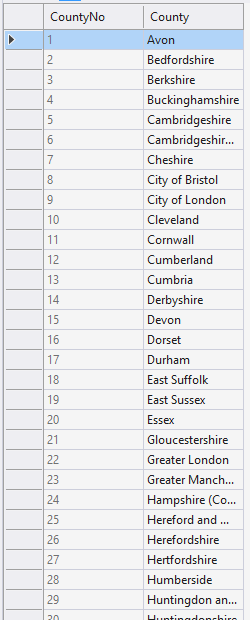 CountyNo County
1 Avon
2 Bedfordshire
3 Berkshire
4 Buckinghamshire
5 Cambridgeshire
6 Cambridgeshir...
7 Cheshire
8 City of Bristol
9 City of London
10 Cleveland
11 Cornwall
12 Cumberland
13 Cumbria
14 Derbyshire
15 Devon
16 Dorset
17 Durham
18 East Suffolk
19 East Sussex
20 Essex
21 Gloucestershire
22 Greater London
23 Greater Manch...
24 Hampshire (Co...
25 Hereford and ...
26 Herefordshire
27 Hertfordshire
28 Humberside
29 Huntingdon an...
30 Huntingdonshire